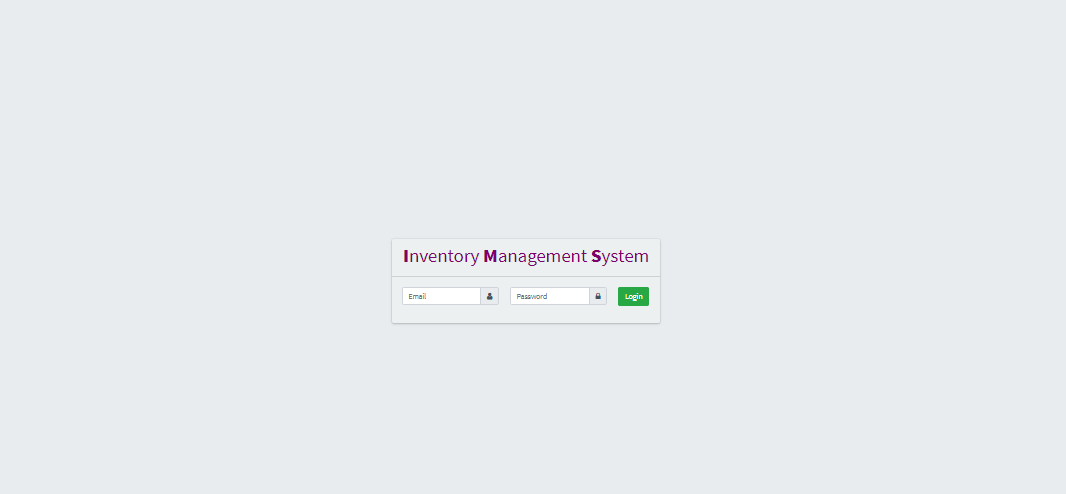 Inventory Management System
Email
Password
Login